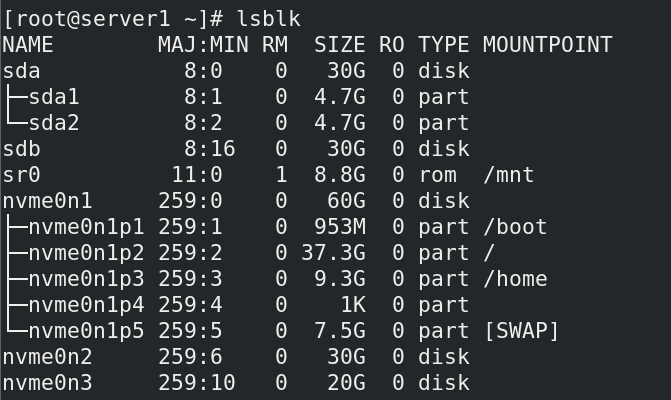 [root@server1 ~]# lsblk
NAME        MAJ:MIN RM  SIZE RO TYPE MOUNTPOINT
sda           8:0    0   30G  0 disk
├─sda1        8:1    0  4.7G  0 part
└─sda2        8:2    0  4.7G  0 part
sdb           8:16   0   30G  0 disk
sr0          11:0    1  8.8G  0 rom  /mnt
nvme0n1     259:0    0   60G  0 disk
├─nvme0n1p1 259:1    0  953M  0 part /boot
├─nvme0n1p2 259:2    0 37.3G  0 part /
├─nvme0n1p3 259:3    0  9.3G  0 part /home
├─nvme0n1p4 259:4    0    1K  0 part
└─nvme0n1p5 259:5    0  7.5G  0 part [SWAP]
nvme0n2     259:6    0   30G  0 disk
nvme0n3     259:10   0   20G  0 disk